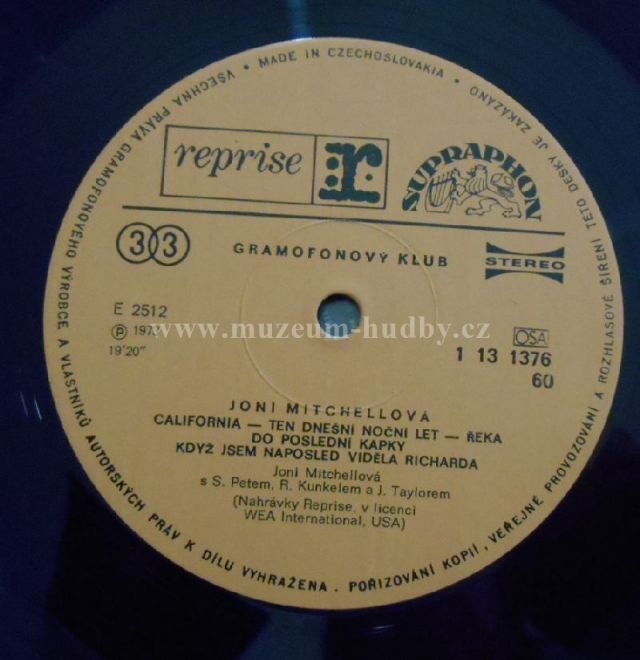 VŠECHNA PRÁVA GRAMOFONOVÉHO VÝROBCE A VLASTNÍKŮ AUTORSKÝCH PRÁV K DÍLU VYHRAŽENA. POŘIZOVÁNÍ KOPIÍ, VEŘEJNÉ PROVOZOVÁNÍ A ROZHLASOVÉ ŠÍŘENÍ TÉTO DESKY JE ZAKÁZÁNO
• MADE IN CZECHOSLOVAKIA •
reprise r:
SUPRAPHON
33
GRAMOFONOVÝ KLUB
STEREO
E 2512
Ⓟ
19'20"
www.muzeum-hudby.cz
OSA
1 13 1376
60
JONI MITCHELLOVÁ
CALIFORNIA — TEN DNEŠNÍ NOČNÍ LET — ŘEKA
DO POSLEDNÍ KAPKY
KDYŽ JSEM NAPOSLED VIDĚLA RICHARDA
Joni Mitchellová
s S. Petem, R. Kunkelem a J. Taylorem
(Nahrávky Reprise, v licenci
WEA International, USA)